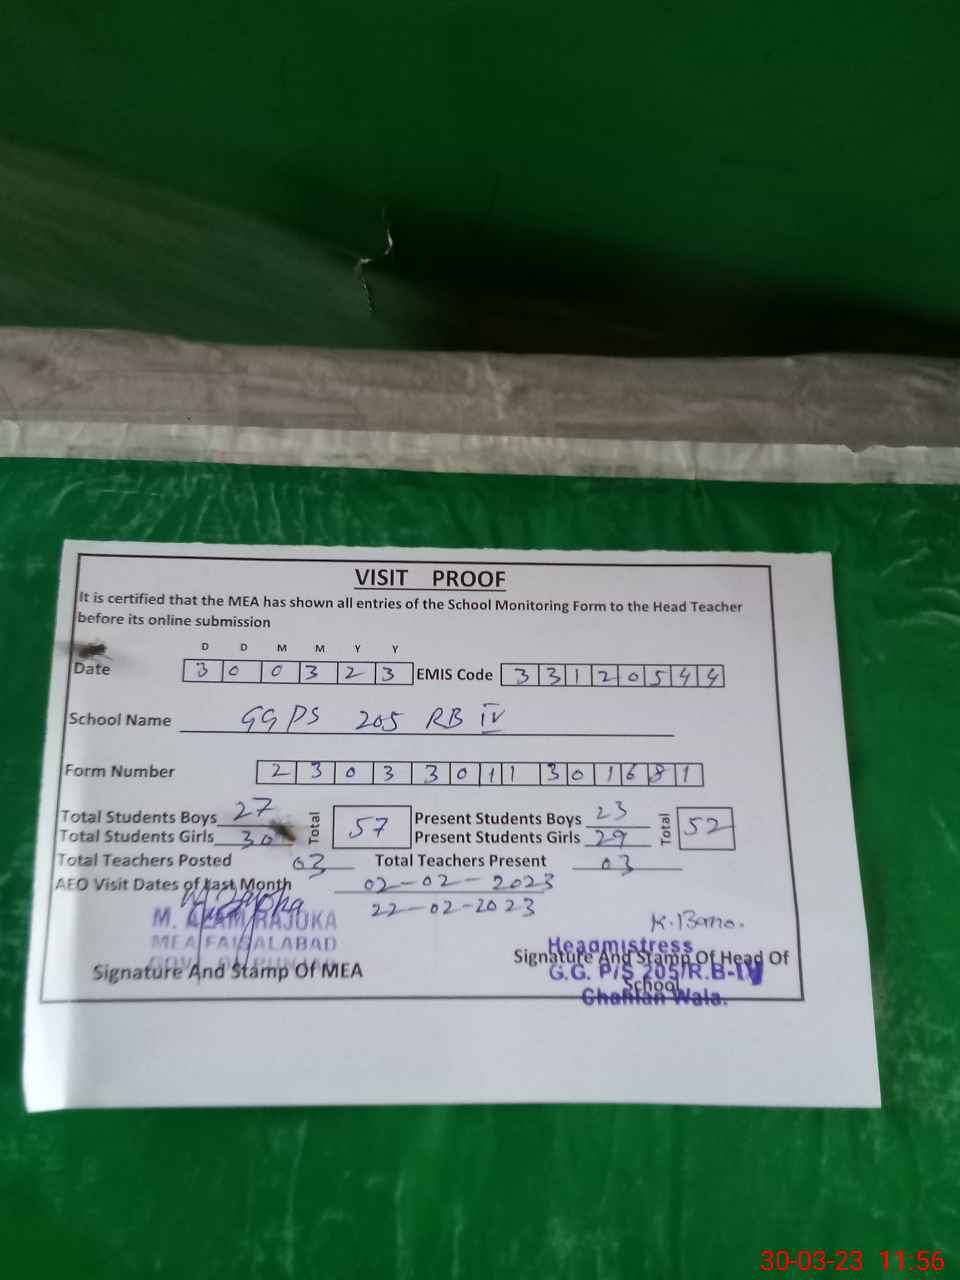 VISIT PROOF
It is certified that the MEA has shown all entries of the School Monitoring Form to the Head Teacher
before its online submission
D D M M Y Y
Date 3 0 0 3 2 3 EMIS Code 3 3 1 2 0 5 4 4
School Name GGPS 205 RB IV
Form Number 2 3 0 3 3 0 1 1 3 0 1 6 8 1
Total Students Boys 27 Total 57 Present Students Boys 23 Total 52
Total Students Girls 30 Present Students Girls 29
Total Teachers Posted 03 Total Teachers Present 03
AEO Visit Dates of Last Month 02-02-2023
22-02-2023
M. AZAM RAJOKA
MEA FAISALABAD
GOVT. OF PUNJAB
Signature And Stamp Of MEA
K.Bano.
Headmistress
Signature And Stamp Of Head Of
G.G. P/S 205/R.B-IV
School
Wala.
30-03-23 11:56